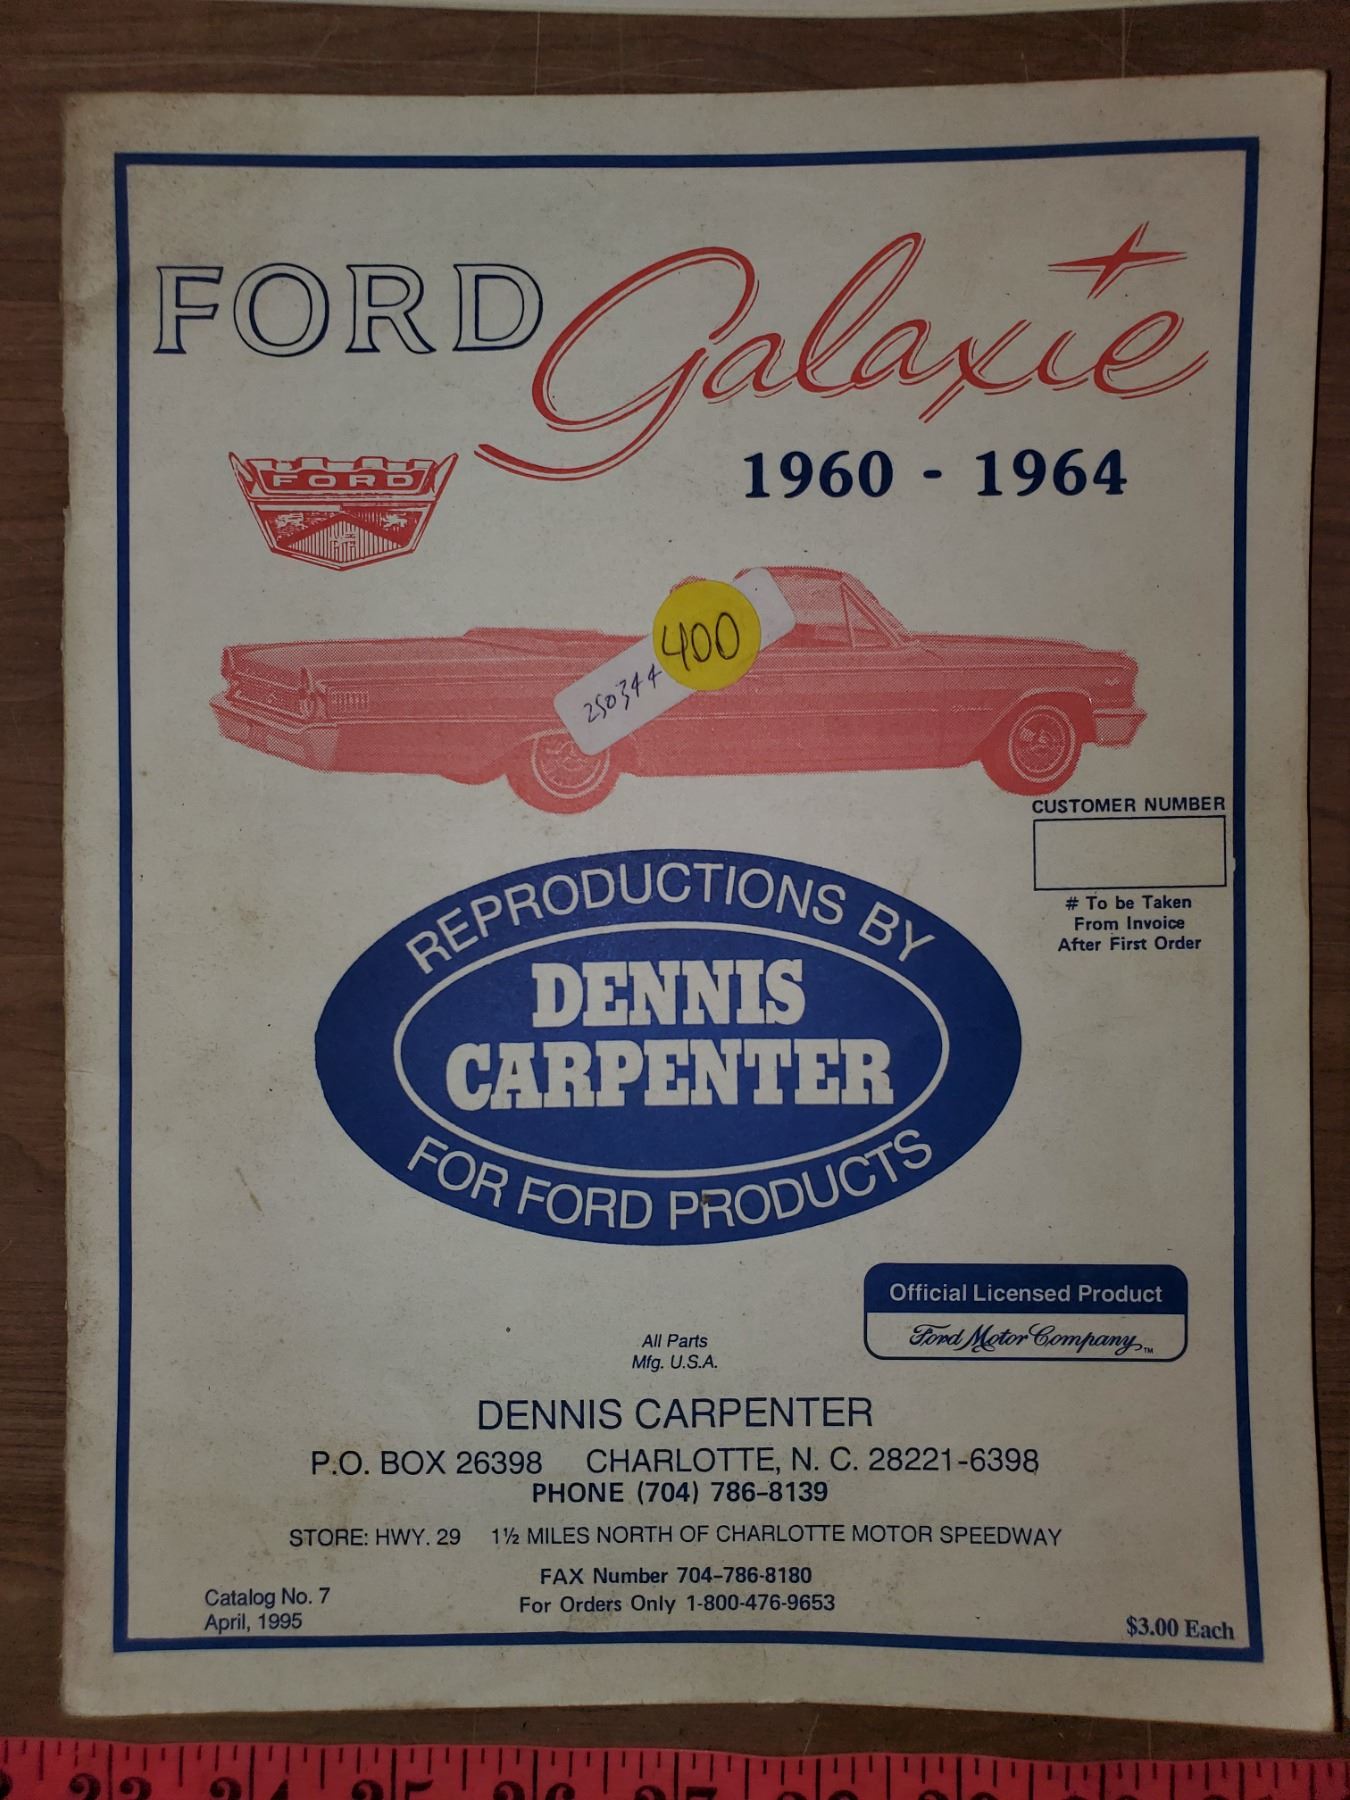 FORD Galaxie
1960 - 1964
FORD
400
250344
CUSTOMER NUMBER
# To be Taken
From Invoice
After First Order
REPRODUCTIONS BY
DENNIS
CARPENTER
FOR FORD PRODUCTS
Official Licensed Product
Ford Motor Company™
All Parts
Mfg. U.S.A.
DENNIS CARPENTER
P.O. BOX 26398 CHARLOTTE, N. C. 28221-6398
PHONE (704) 786-8139
STORE: HWY. 29 1½ MILES NORTH OF CHARLOTTE MOTOR SPEEDWAY
FAX Number 704-786-8180
For Orders Only 1-800-476-9653
Catalog No. 7
April, 1995
$3.00 Each